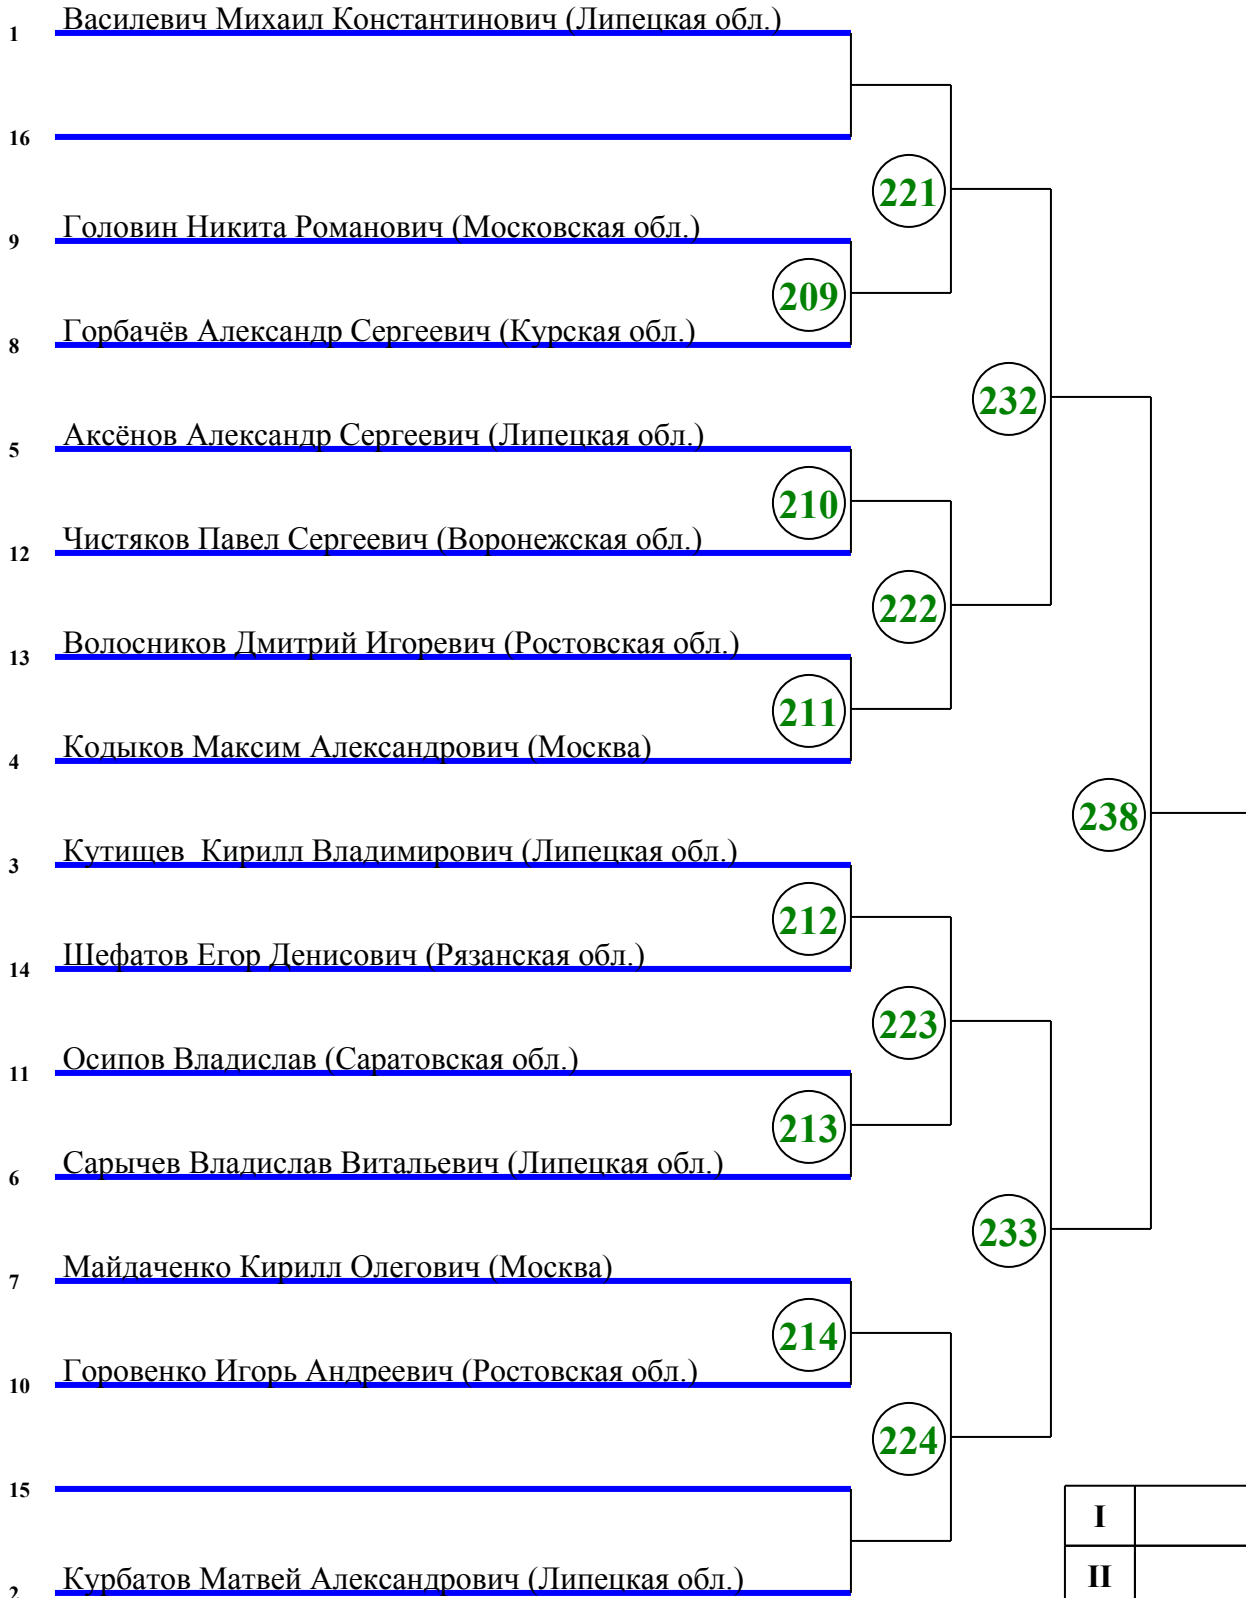 1 Василевич Михаил Константинович (Липецкая обл.)
16
221
9 Головин Никита Романович (Московская обл.)
209
8 Горбачёв Александр Сергеевич (Курская обл.)
232
5 Аксёнов Александр Сергеевич (Липецкая обл.)
210
12 Чистяков Павел Сергеевич (Воронежская обл.)
222
13 Волосников Дмитрий Игоревич (Ростовская обл.)
211
4 Кодыков Максим Александрович (Москва)
238
3 Кутищев  Кирилл Владимирович (Липецкая обл.)
212
14 Шефатов Егор Денисович (Рязанская обл.)
223
11 Осипов Владислав (Саратовская обл.)
213
6 Сарычев Владислав Витальевич (Липецкая обл.)
233
7 Майдаченко Кирилл Олегович (Москва)
214
10 Горовенко Игорь Андреевич (Ростовская обл.)
224
15
I
2 Курбатов Матвей Александрович (Липецкая обл.)
II